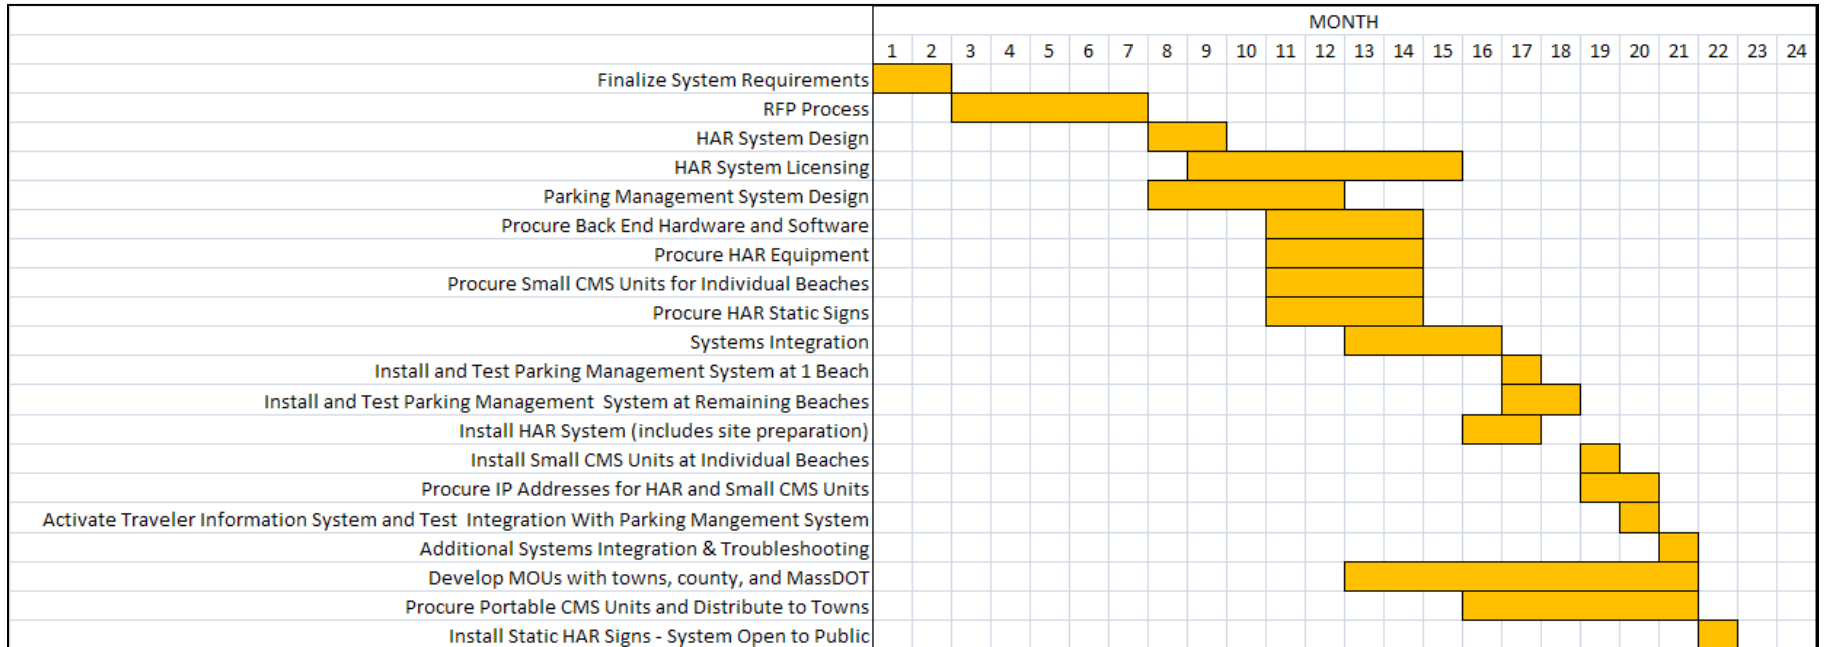 MONTH
1 2 3 4 5 6 7 8 9 10 11 12 13 14 15 16 17 18 19 20 21 22 23 24
Finalize System Requirements
RFP Process
HAR System Design
HAR System Licensing
Parking Management System Design
Procure Back End Hardware and Software
Procure HAR Equipment
Procure Small CMS Units for Individual Beaches
Procure HAR Static Signs
Systems Integration
Install and Test Parking Management System at 1 Beach
Install and Test Parking Management  System at Remaining Beaches
Install HAR System (includes site preparation)
Install Small CMS Units at Individual Beaches
Procure IP Addresses for HAR and Small CMS Units
Activate Traveler Information System and Test  Integration With Parking Mangement System
Additional Systems Integration & Troubleshooting
Develop MOUs with towns, county, and MassDOT
Procure Portable CMS Units and Distribute to Towns
Install Static HAR Signs - System Open to Public